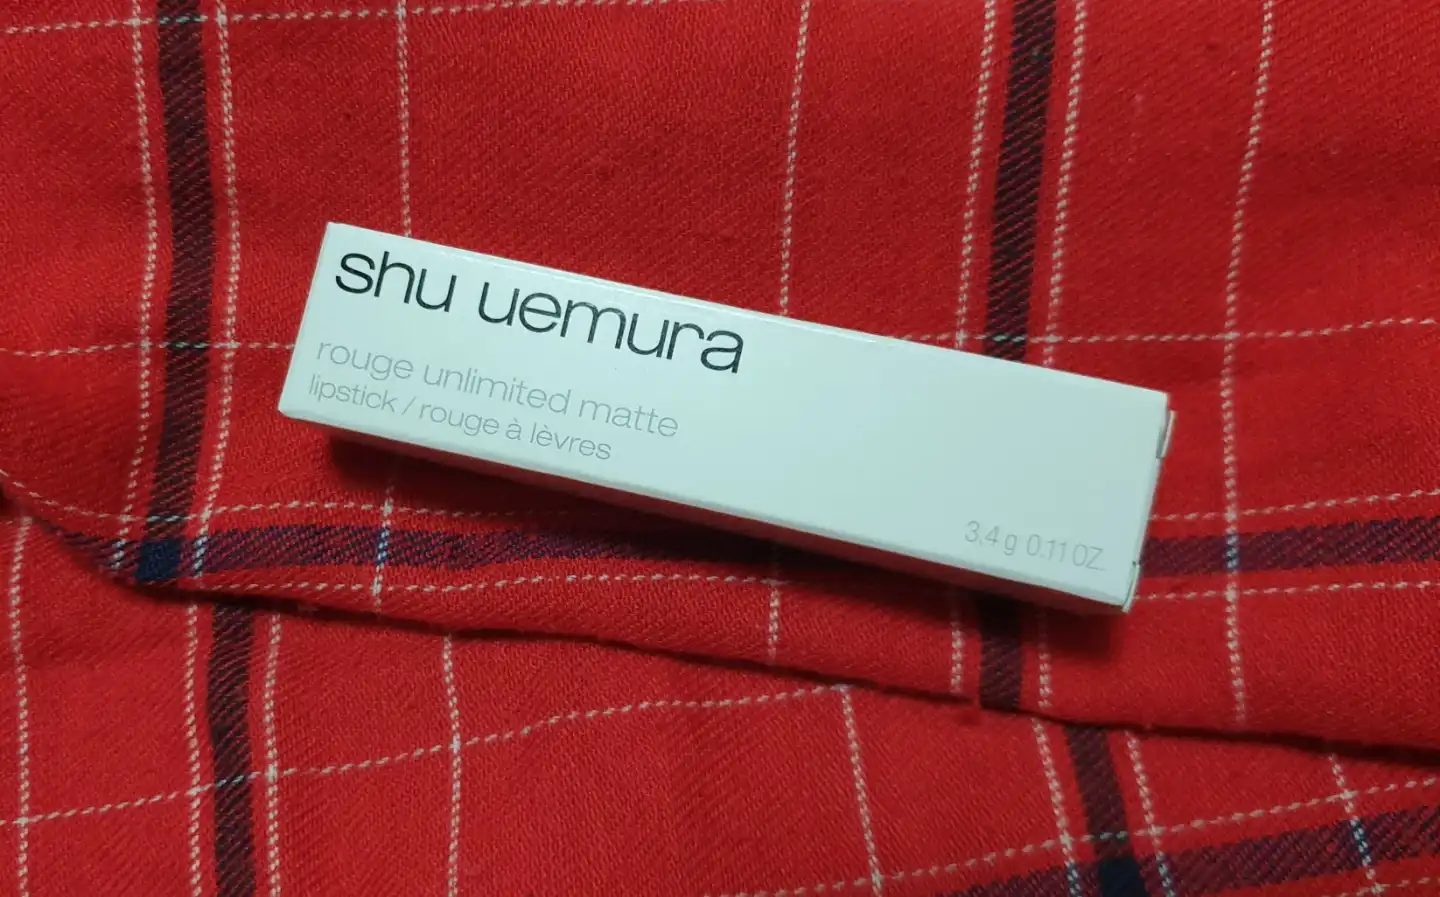 shu uemura
rouge unlimited matte
lipstick / rouge à lèvres
3,4 g 0.11 OZ.